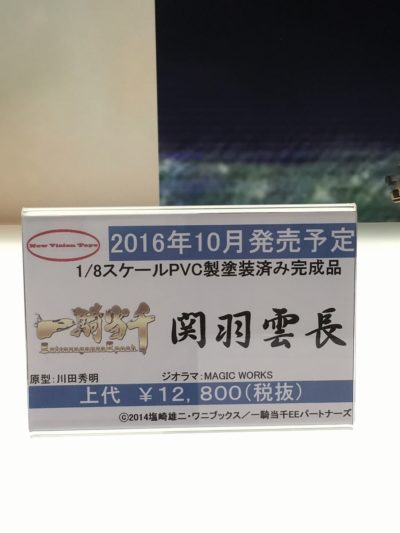 New Vision Toys
2016年10月発売予定
1/8スケールPVC製塗装済み完成品
一騎当千 関羽雲長
Extravaganza Epoch
原型:川田秀明 ジオラマ:MAGIC WORKS
上代 ¥12,800(税抜)
©2014塩崎雄二・ワニブックス/一騎当千EEパートナーズ